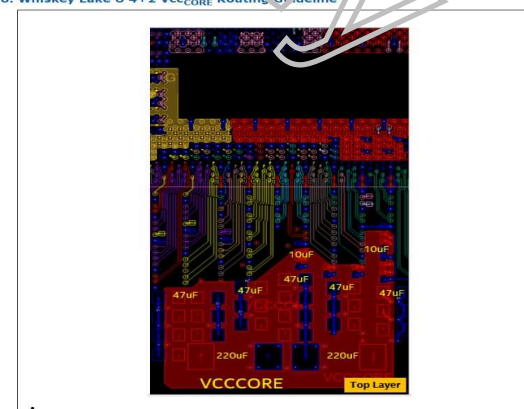 Whiskey Lake U 4+2 VccCORE Routing Guideline
G
10uF
10uF
47uF
47uF
47uF
47uF
47uF
220uF
220uF
VCCCORE
Top Layer